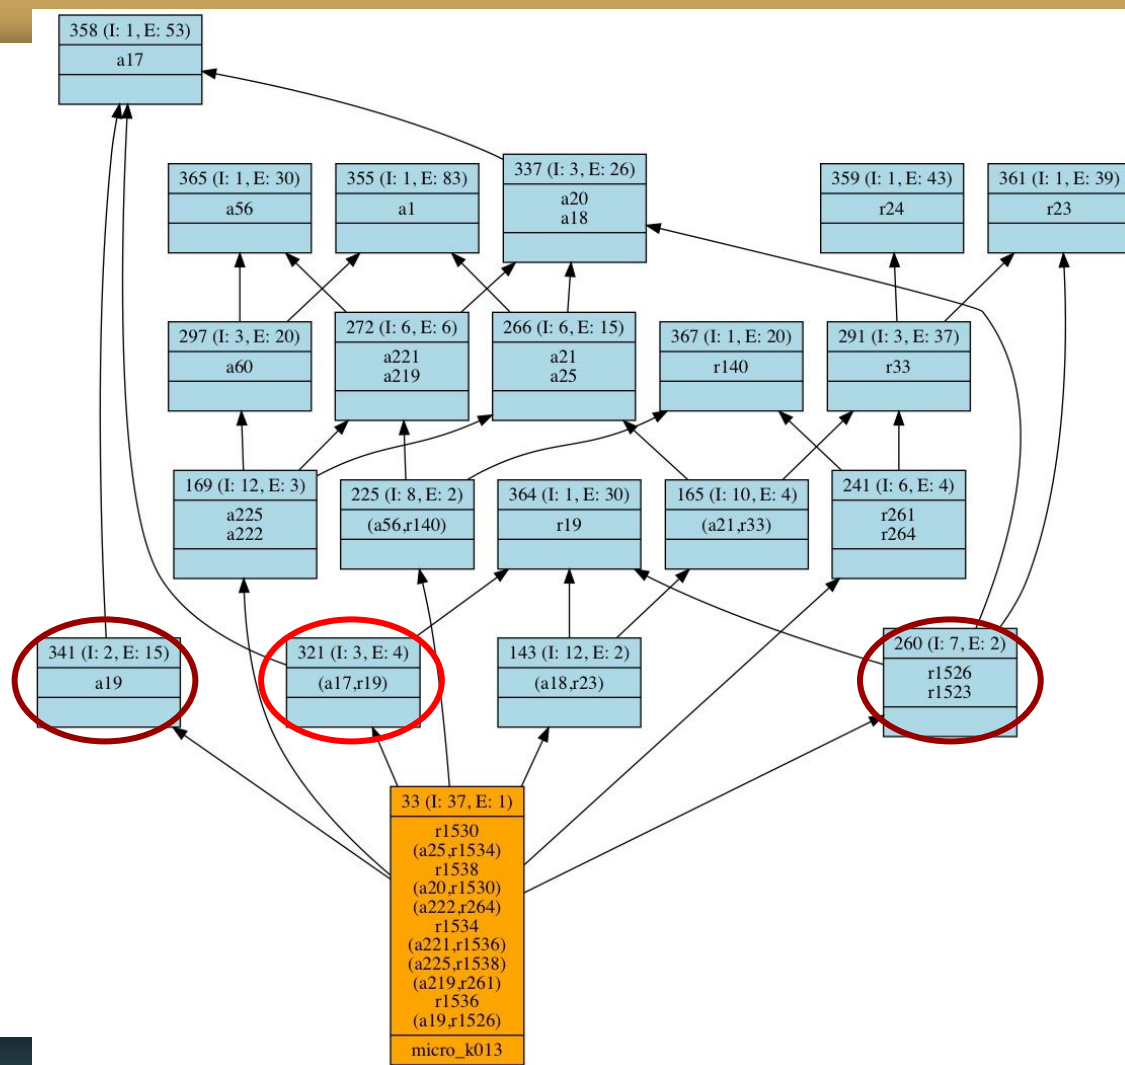 358 (I: 1, E: 53)
a17
365 (I: 1, E: 30)
a56
355 (I: 1, E: 83)
a1
337 (I: 3, E: 26)
a20
a18
359 (I: 1, E: 43)
r24
361 (I: 1, E: 39)
r23
297 (I: 3, E: 20)
a60
272 (I: 6, E: 6)
a221
a219
266 (I: 6, E: 15)
a21
a25
367 (I: 1, E: 20)
r140
291 (I: 3, E: 37)
r33
169 (I: 12, E: 3)
a225
a222
225 (I: 8, E: 2)
(a56,r140)
364 (I: 1, E: 30)
r19
165 (I: 10, E: 4)
(a21,r33)
241 (I: 6, E: 4)
r261
r264
341 (I: 2, E: 15)
a19
321 (I: 3, E: 4)
(a17,r19)
143 (I: 12, E: 2)
(a18,r23)
260 (I: 7, E: 2)
r1526
r1523
33 (I: 37, E: 1)
r1530
(a25,r1534)
r1538
(a20,r1530)
(a222,r264)
r1534
(a221,r1536)
(a225,r1538)
(a219,r261)
r1536
(a19,r1526)
micro_k013